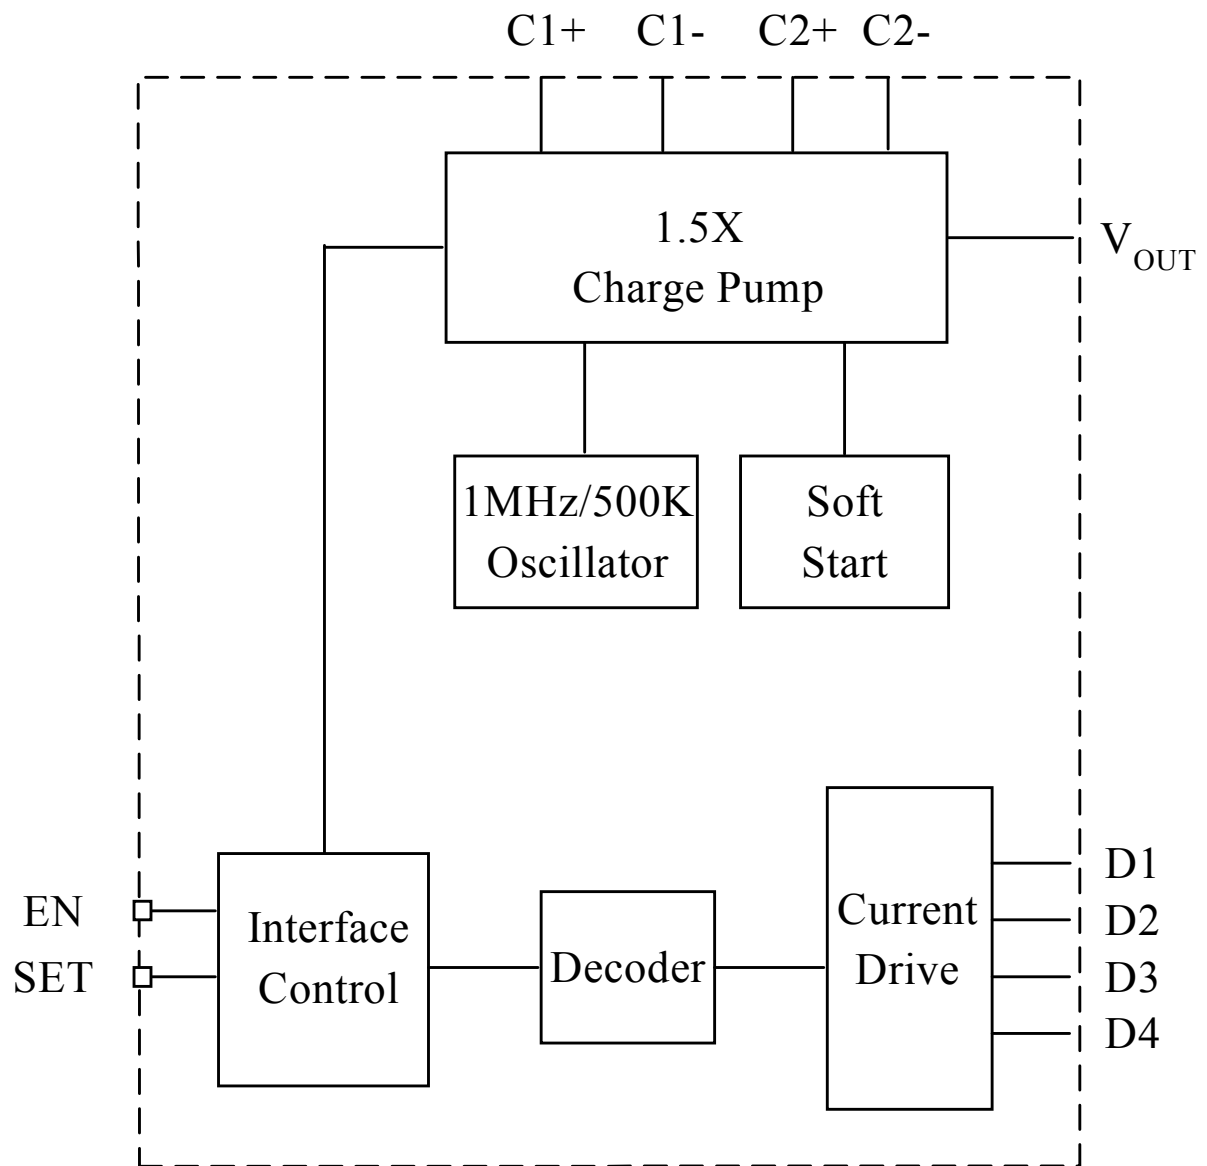 C1+ C1- C2+ C2-
1.5X
Charge Pump
VOUT
1MHz/500K
Oscillator
Soft
Start
EN
SET
Interface
Control
Decoder
Current
Drive
D1
D2
D3
D4